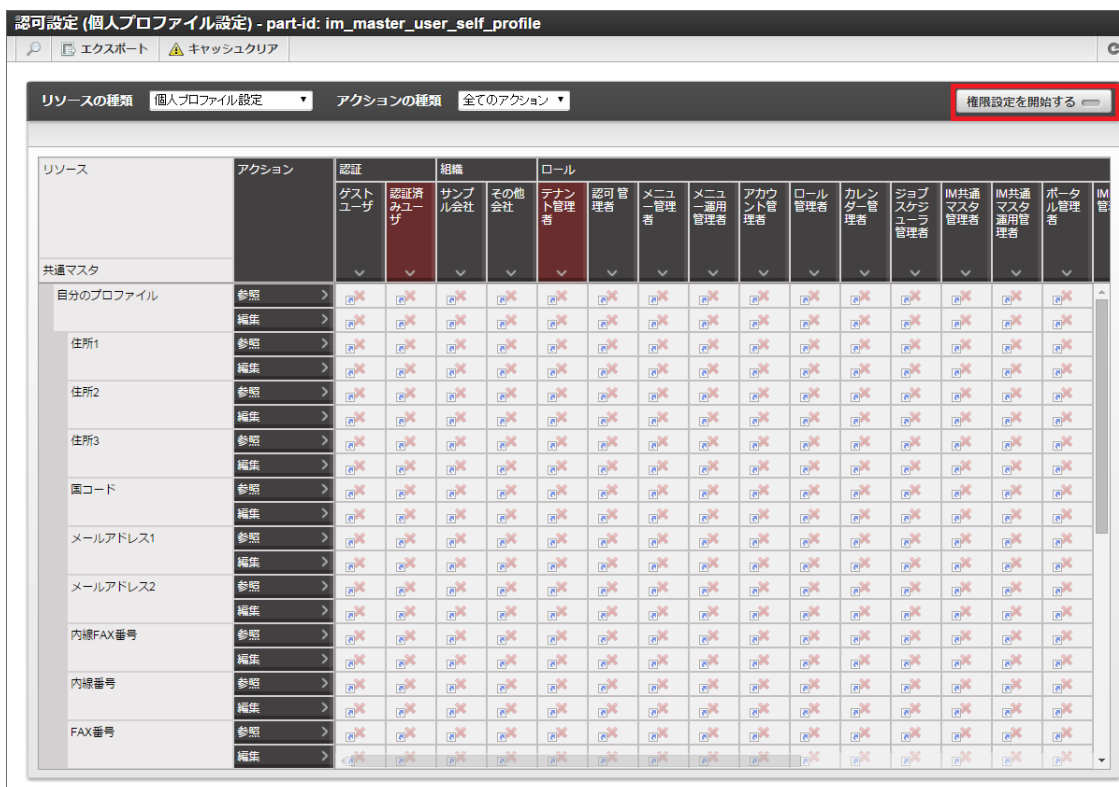 認可設定 (個人プロファイル設定) - part-id: im_master_user_self_profile
エクスポート キャッシュクリア
リソースの種類 個人プロファイル設定 アクションの種類 全てのアクション 権限設定を開始する
リソース アクション 認証 組織 ロール
ゲストユーザ 認証済みユーザ サンプル会社 その他会社 テナント管理者 認可管理者 メニュー管理者 メニュー運用管理者 アカウント管理者 ロール管理者 カレンダー管理者 ジョブスケジューラ管理者 IM共通マスタ管理者 IM共通マスタ運用管理者 ポータル管理者
共通マスタ
自分のプロファイル 参照
編集
住所1 参照
編集
住所2 参照
編集
住所3 参照
編集
国コード 参照
編集
メールアドレス1 参照
編集
メールアドレス2 参照
編集
内線FAX番号 参照
編集
内線番号 参照
編集
FAX番号 参照
編集